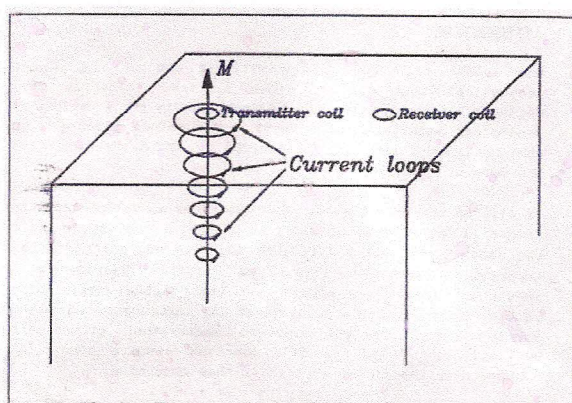 M
Transmitter coil
Receiver coil
Current loops